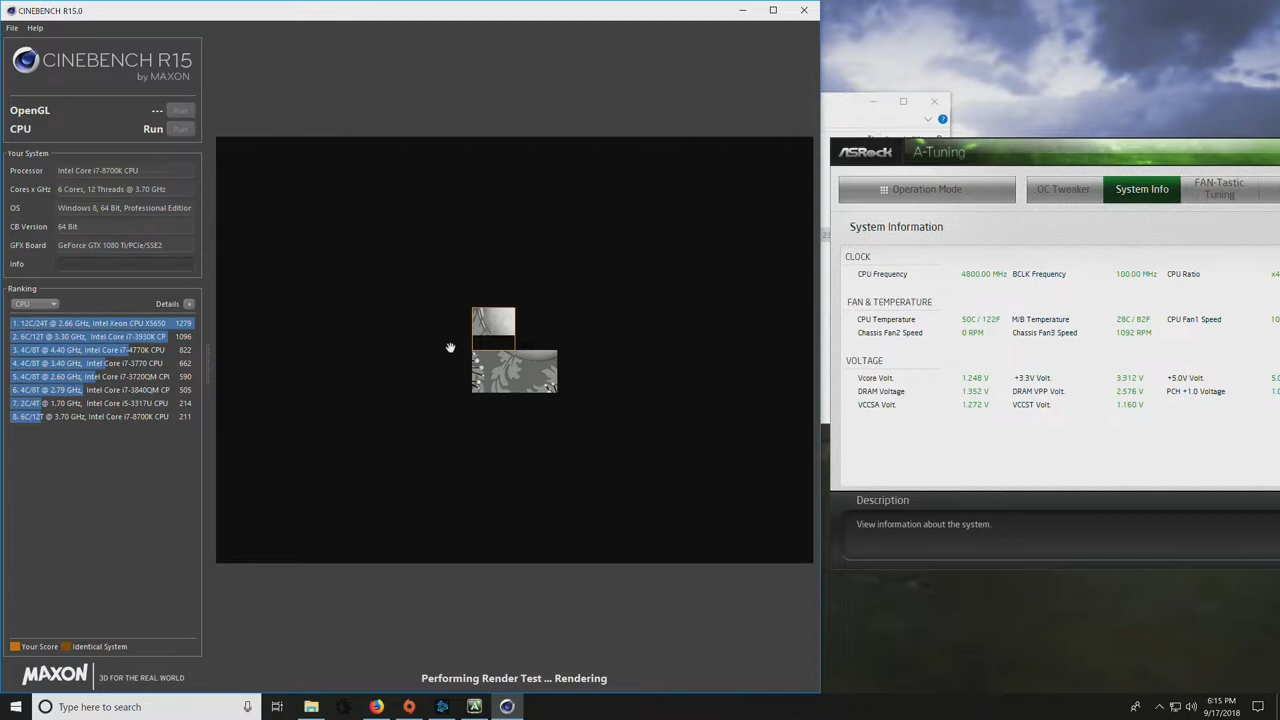 CINEBENCH R15.0
File Help
CINEBENCH R15
by MAXON
OpenGL --- Run
CPU Run Run
Your System
Processor Intel Core i7-8700K CPU
Cores x GHz 6 Cores, 12 Threads @ 3.70 GHz
OS Windows 8, 64 Bit, Professional Edition
CB Version 64 Bit
GFX Board GeForce GTX 1080 Ti/PCIe/SSE2
Info
Ranking
CPU Details
1. 12C/24T @ 2.66 GHz, Intel Xeon CPU X5650 1279
2. 6C/12T @ 3.30 GHz, Intel Core i7-3930K CP 1096
3. 4C/8T @ 4.40 GHz, Intel Core i7-4770K CPU 822
4. 4C/8T @ 3.40 GHz, Intel Core i7-3770 CPU 662
5. 4C/8T @ 2.60 GHz, Intel Core i7-3720QM CP 590
6. 4C/8T @ 2.79 GHz, Intel Core i7-3840QM CP 505
7. 2C/4T @ 1.70 GHz, Intel Core i5-3317U CP 214
8. 6C/12T @ 3.70 GHz, Intel Core i7-8700K CPU 211
Your Score Identical System
MAXON 3D FOR THE REAL WORLD
Performing Render Test ... Rendering
ASRock A-Tuning
Operation Mode OC Tweaker System Info FAN-Tastic Tuning
System Information
CLOCK
CPU Frequency 4800.00 MHz BCLK Frequency 100.00 MHz CPU Ratio x4
FAN & TEMPERATURE
CPU Temperature 50C / 122F M/B Temperature 28C / 82F CPU Fan1 Speed
Chassis Fan2 Speed 0 RPM Chassis Fan3 Speed 1092 RPM
VOLTAGE
Vcore Volt. 1.248 V +3.3V Volt. 3.312 V +5.0V Volt. 5.0
DRAM Voltage 1.352 V DRAM VPP Volt. 2.576 V PCH +1.0 Voltage 1.0
VCCSA Volt. 1.272 V VCCST Volt. 1.160 V
Description
View information about the system.
Type here to search
6:15 PM
9/17/2018